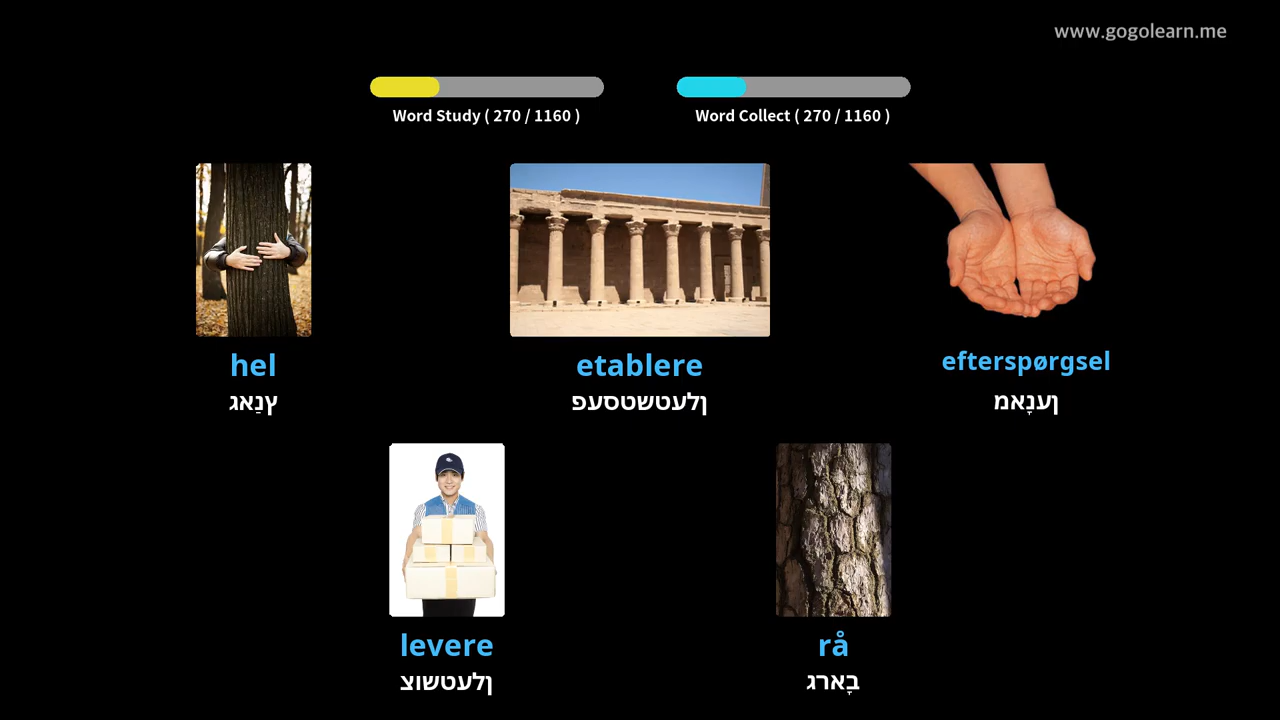 www.gogolearn.me
Word Study ( 270 / 1160 )
Word Collect ( 270 / 1160 )
hel
גאַנץ
etablere
פעסטשטעלן
efterspørgsel
מאָנען
levere
צושטעלן
rå
גראָב